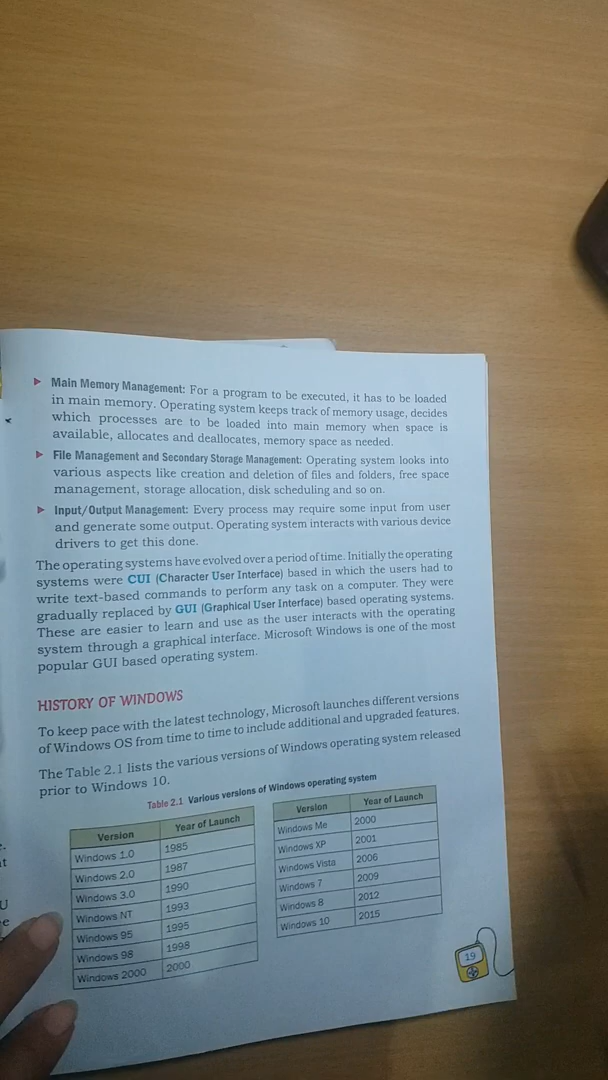 ▶ Main Memory Management: For a program to be executed, it has to be loaded
in main memory. Operating system keeps track of memory usage, decides
which processes are to be loaded into main memory when space is
available, allocates and deallocates, memory space as needed.
▶ File Management and Secondary Storage Management: Operating system looks into
various aspects like creation and deletion of files and folders, free space
management, storage allocation, disk scheduling and so on.
▶ Input/Output Management: Every process may require some input from user
and generate some output. Operating system interacts with various device
drivers to get this done.
The operating systems have evolved over a period of time. Initially the operating
systems were CUI (Character User Interface) based in which the users had to
write text-based commands to perform any task on a computer. They were
gradually replaced by GUI (Graphical User Interface) based operating systems.
These are easier to learn and use as the user interacts with the operating
system through a graphical interface. Microsoft Windows is one of the most
popular GUI based operating system.
HISTORY OF WINDOWS
To keep pace with the latest technology, Microsoft launches different versions
of Windows OS from time to time to include additional and upgraded features.
The Table 2.1 lists the various versions of Windows operating system released
prior to Windows 10.
Table 2.1 Various versions of Windows operating system
Version Year of Launch
Windows 1.0 1985
Windows 2.0 1987
Windows 3.0 1990
Windows NT 1993
Windows 95 1995
Windows 98 1998
Windows 2000 2000
Version Year of Launch
Windows Me 2000
Windows XP 2001
Windows Vista 2006
Windows 7 2009
Windows 8 2012
Windows 10 2015
19